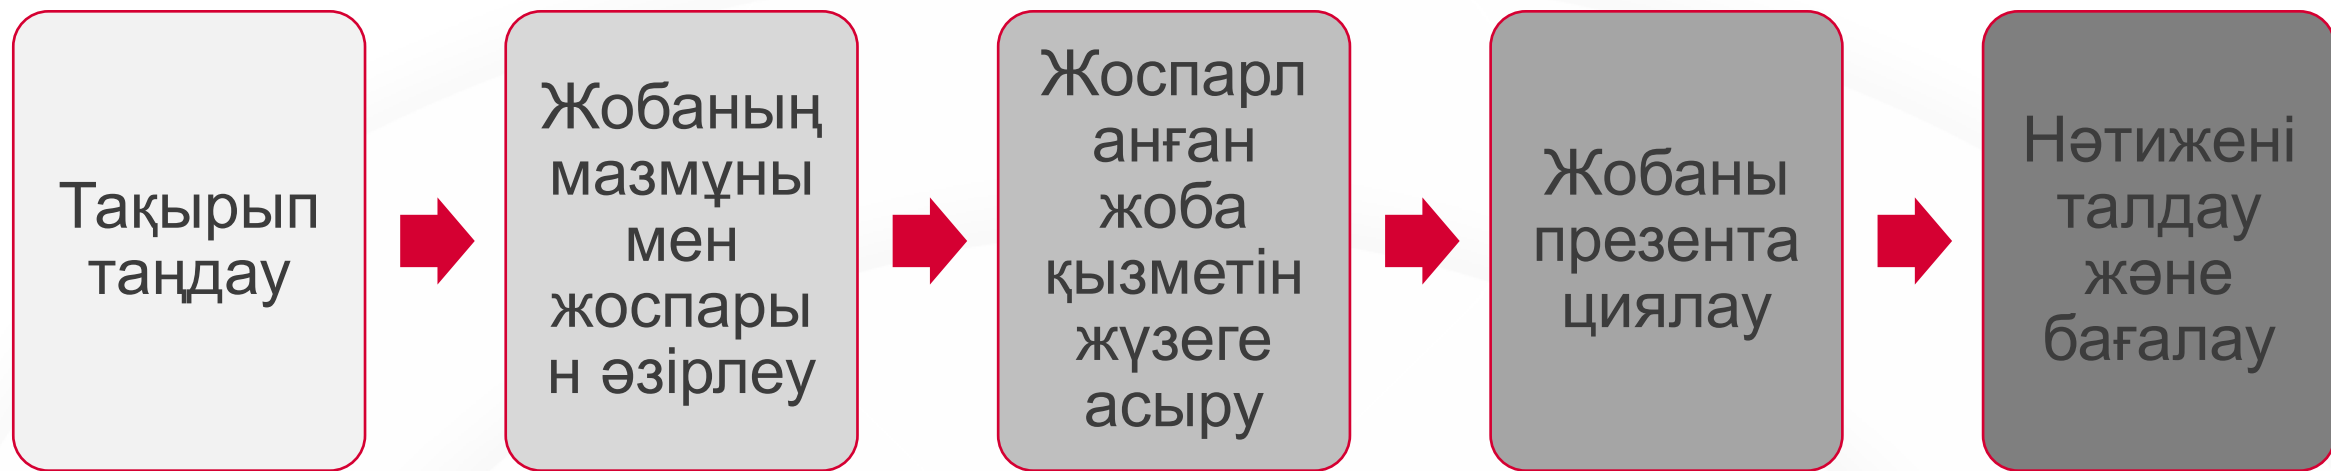 Тақырып
таңдау
Жобаның
мазмұны
мен
жоспары
н әзірлеу
Жоспарл
анған
жоба
қызметін
жүзеге
асыру
Жобаны
презента
циялау
Нәтижені
талдау
және
бағалау